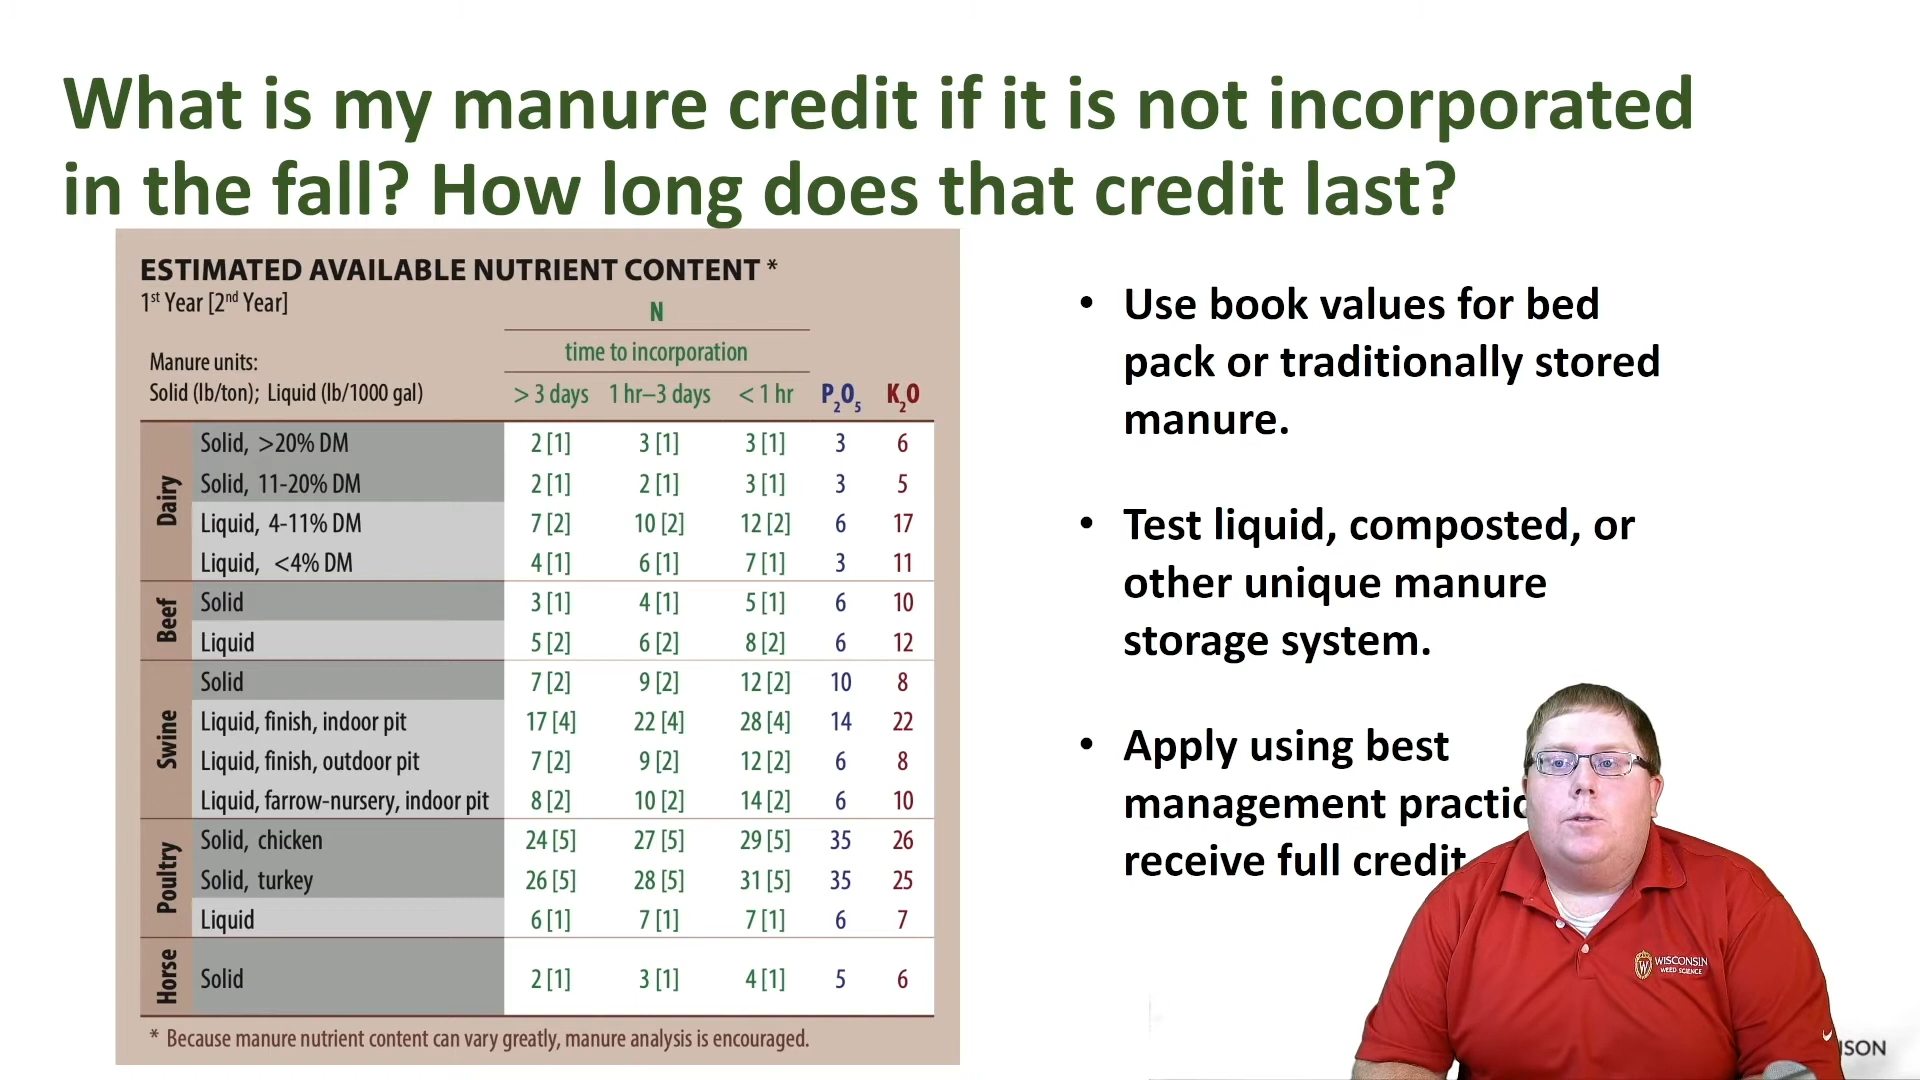 What is my manure credit if it is not incorporated
in the fall? How long does that credit last?
ESTIMATED AVAILABLE NUTRIENT CONTENT *
1st Year [2nd Year]
N
time to incorporation
Manure units:
Solid (lb/ton); Liquid (lb/1000 gal)
> 3 days 1 hr–3 days < 1 hr P2O5 K2O
Dairy
Solid, >20% DM 2 [1] 3 [1] 3 [1] 3 6
Solid, 11-20% DM 2 [1] 2 [1] 3 [1] 3 5
Liquid, 4-11% DM 7 [2] 10 [2] 12 [2] 6 17
Liquid, <4% DM 4 [1] 6 [1] 7 [1] 3 11
Beef
Solid 3 [1] 4 [1] 5 [1] 6 10
Liquid 5 [2] 6 [2] 8 [2] 6 12
Swine
Solid 7 [2] 9 [2] 12 [2] 10 8
Liquid, finish, indoor pit 17 [4] 22 [4] 28 [4] 14 22
Liquid, finish, outdoor pit 7 [2] 9 [2] 12 [2] 6 8
Liquid, farrow-nursery, indoor pit 8 [2] 10 [2] 14 [2] 6 10
Poultry
Solid, chicken 24 [5] 27 [5] 29 [5] 35 26
Solid, turkey 26 [5] 28 [5] 31 [5] 35 25
Liquid 6 [1] 7 [1] 7 [1] 6 7
Horse
Solid 2 [1] 3 [1] 4 [1] 5 6
* Because manure nutrient content can vary greatly, manure analysis is encouraged.
• Use book values for bed
pack or traditionally stored
manure.
• Test liquid, composted, or
other unique manure
storage system.
• Apply using best
management practic
receive full credit
W
WISCONSIN
WEED SCIENCE
ISON